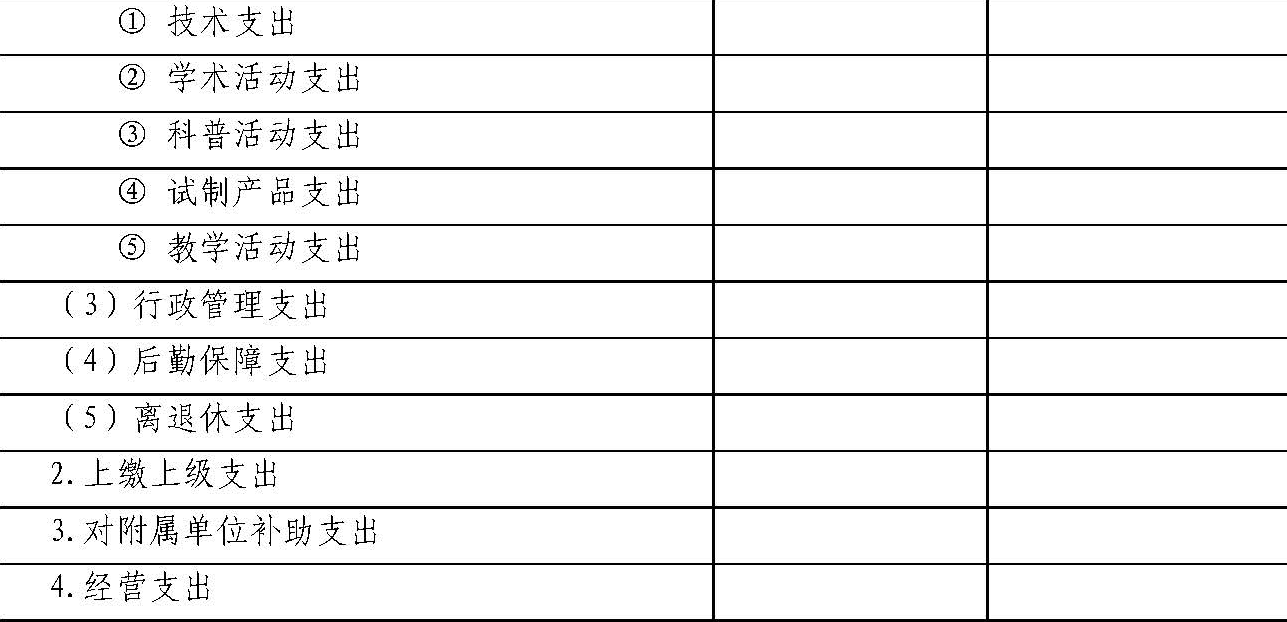 ① 技术支出
② 学术活动支出
③ 科普活动支出
④ 试制产品支出
⑤ 教学活动支出
（3）行政管理支出
（4）后勤保障支出
（5）离退休支出
2.上缴上级支出
3.对附属单位补助支出
4.经营支出